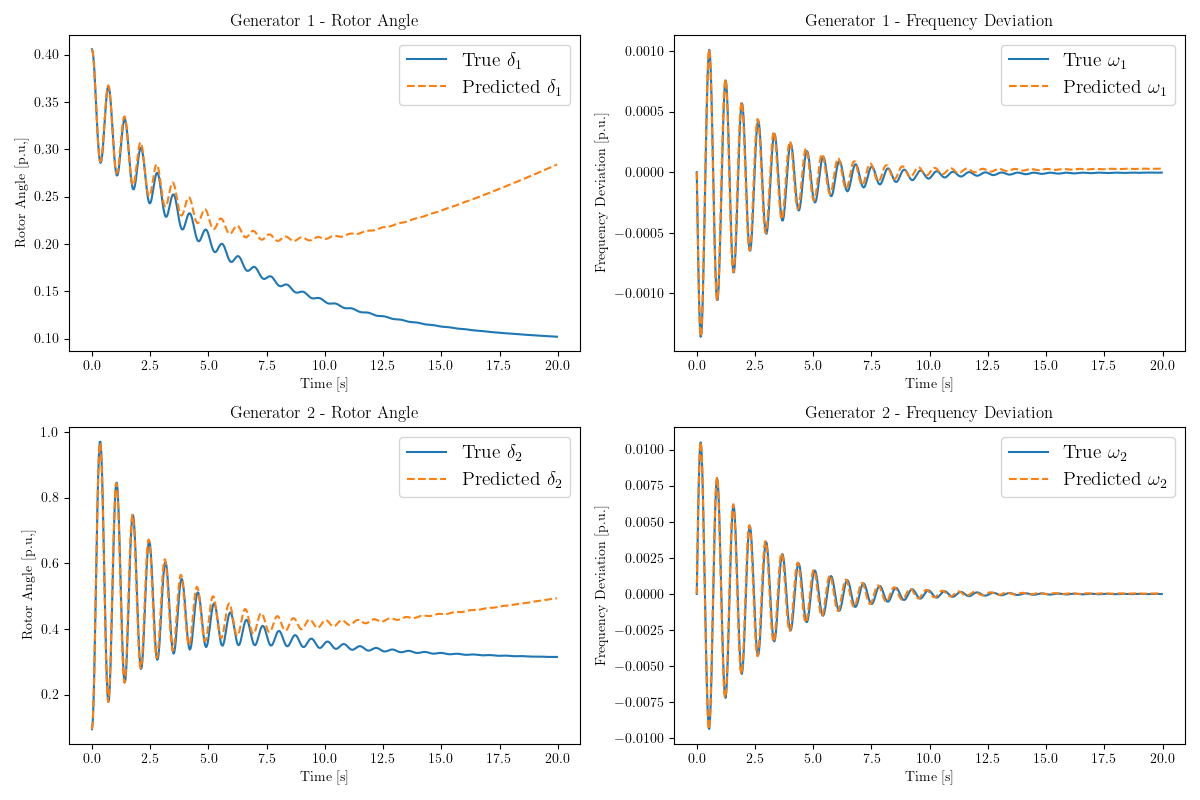 Generator 1 - Rotor Angle
True δ₁
Predicted δ₁
Rotor Angle [p.u,]
0.40
0.35
0.30
0.25
0.20
0.15
0.10
0.0 2.5 5.0 7.5 10.0 12.5 15.0 17.5 20.0
Time [s]
Generator 1 - Frequency Deviation
True ω₁
Predicted ω₁
Frequency Deviation [p.u.]
0.0010
0.0005
0.0000
−0.0005
−0.0010
0.0 2.5 5.0 7.5 10.0 12.5 15.0 17.5 20.0
Time [s]
Generator 2 - Rotor Angle
True δ₂
Predicted δ₂
Rotor Angle [p.u,]
1.0
0.8
0.6
0.4
0.2
0.0 2.5 5.0 7.5 10.0 12.5 15.0 17.5 20.0
Time [s]
Generator 2 - Frequency Deviation
True ω₂
Predicted ω₂
Frequency Deviation [p.u.]
0.0100
0.0075
0.0050
0.0025
0.0000
−0.0025
−0.0050
−0.0075
−0.0100
0.0 2.5 5.0 7.5 10.0 12.5 15.0 17.5 20.0
Time [s]